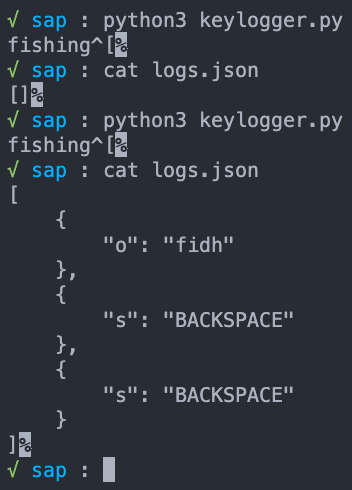 √ sap : python3 keylogger.py
fishing^[%
√ sap : cat logs.json
[]%
√ sap : python3 keylogger.py
fishing^[%
√ sap : cat logs.json
[
    {
        "o": "fidh"
    },
    {
        "s": "BACKSPACE"
    },
    {
        "s": "BACKSPACE"
    }
]%
√ sap :